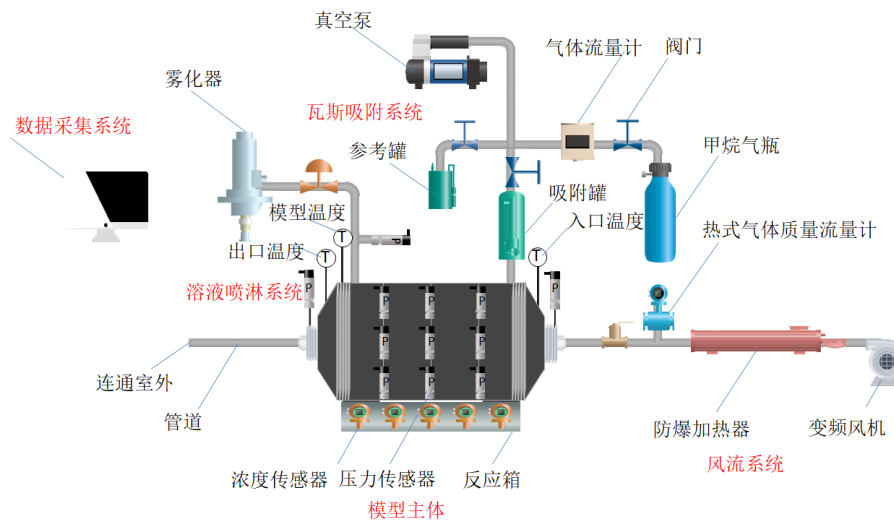 真空泵
气体流量计
阀门
雾化器
瓦斯吸附系统
数据采集系统
参考罐
甲烷气瓶
吸附罐
模型温度
入口温度
热式气体质量流量计
出口温度
T
T
T
P
溶液喷淋系统
P
P
P
P
P
P
P
P
P
P
P
P
连通室外
管道
防爆加热器
变频风机
风流系统
浓度传感器
压力传感器
反应箱
模型主体